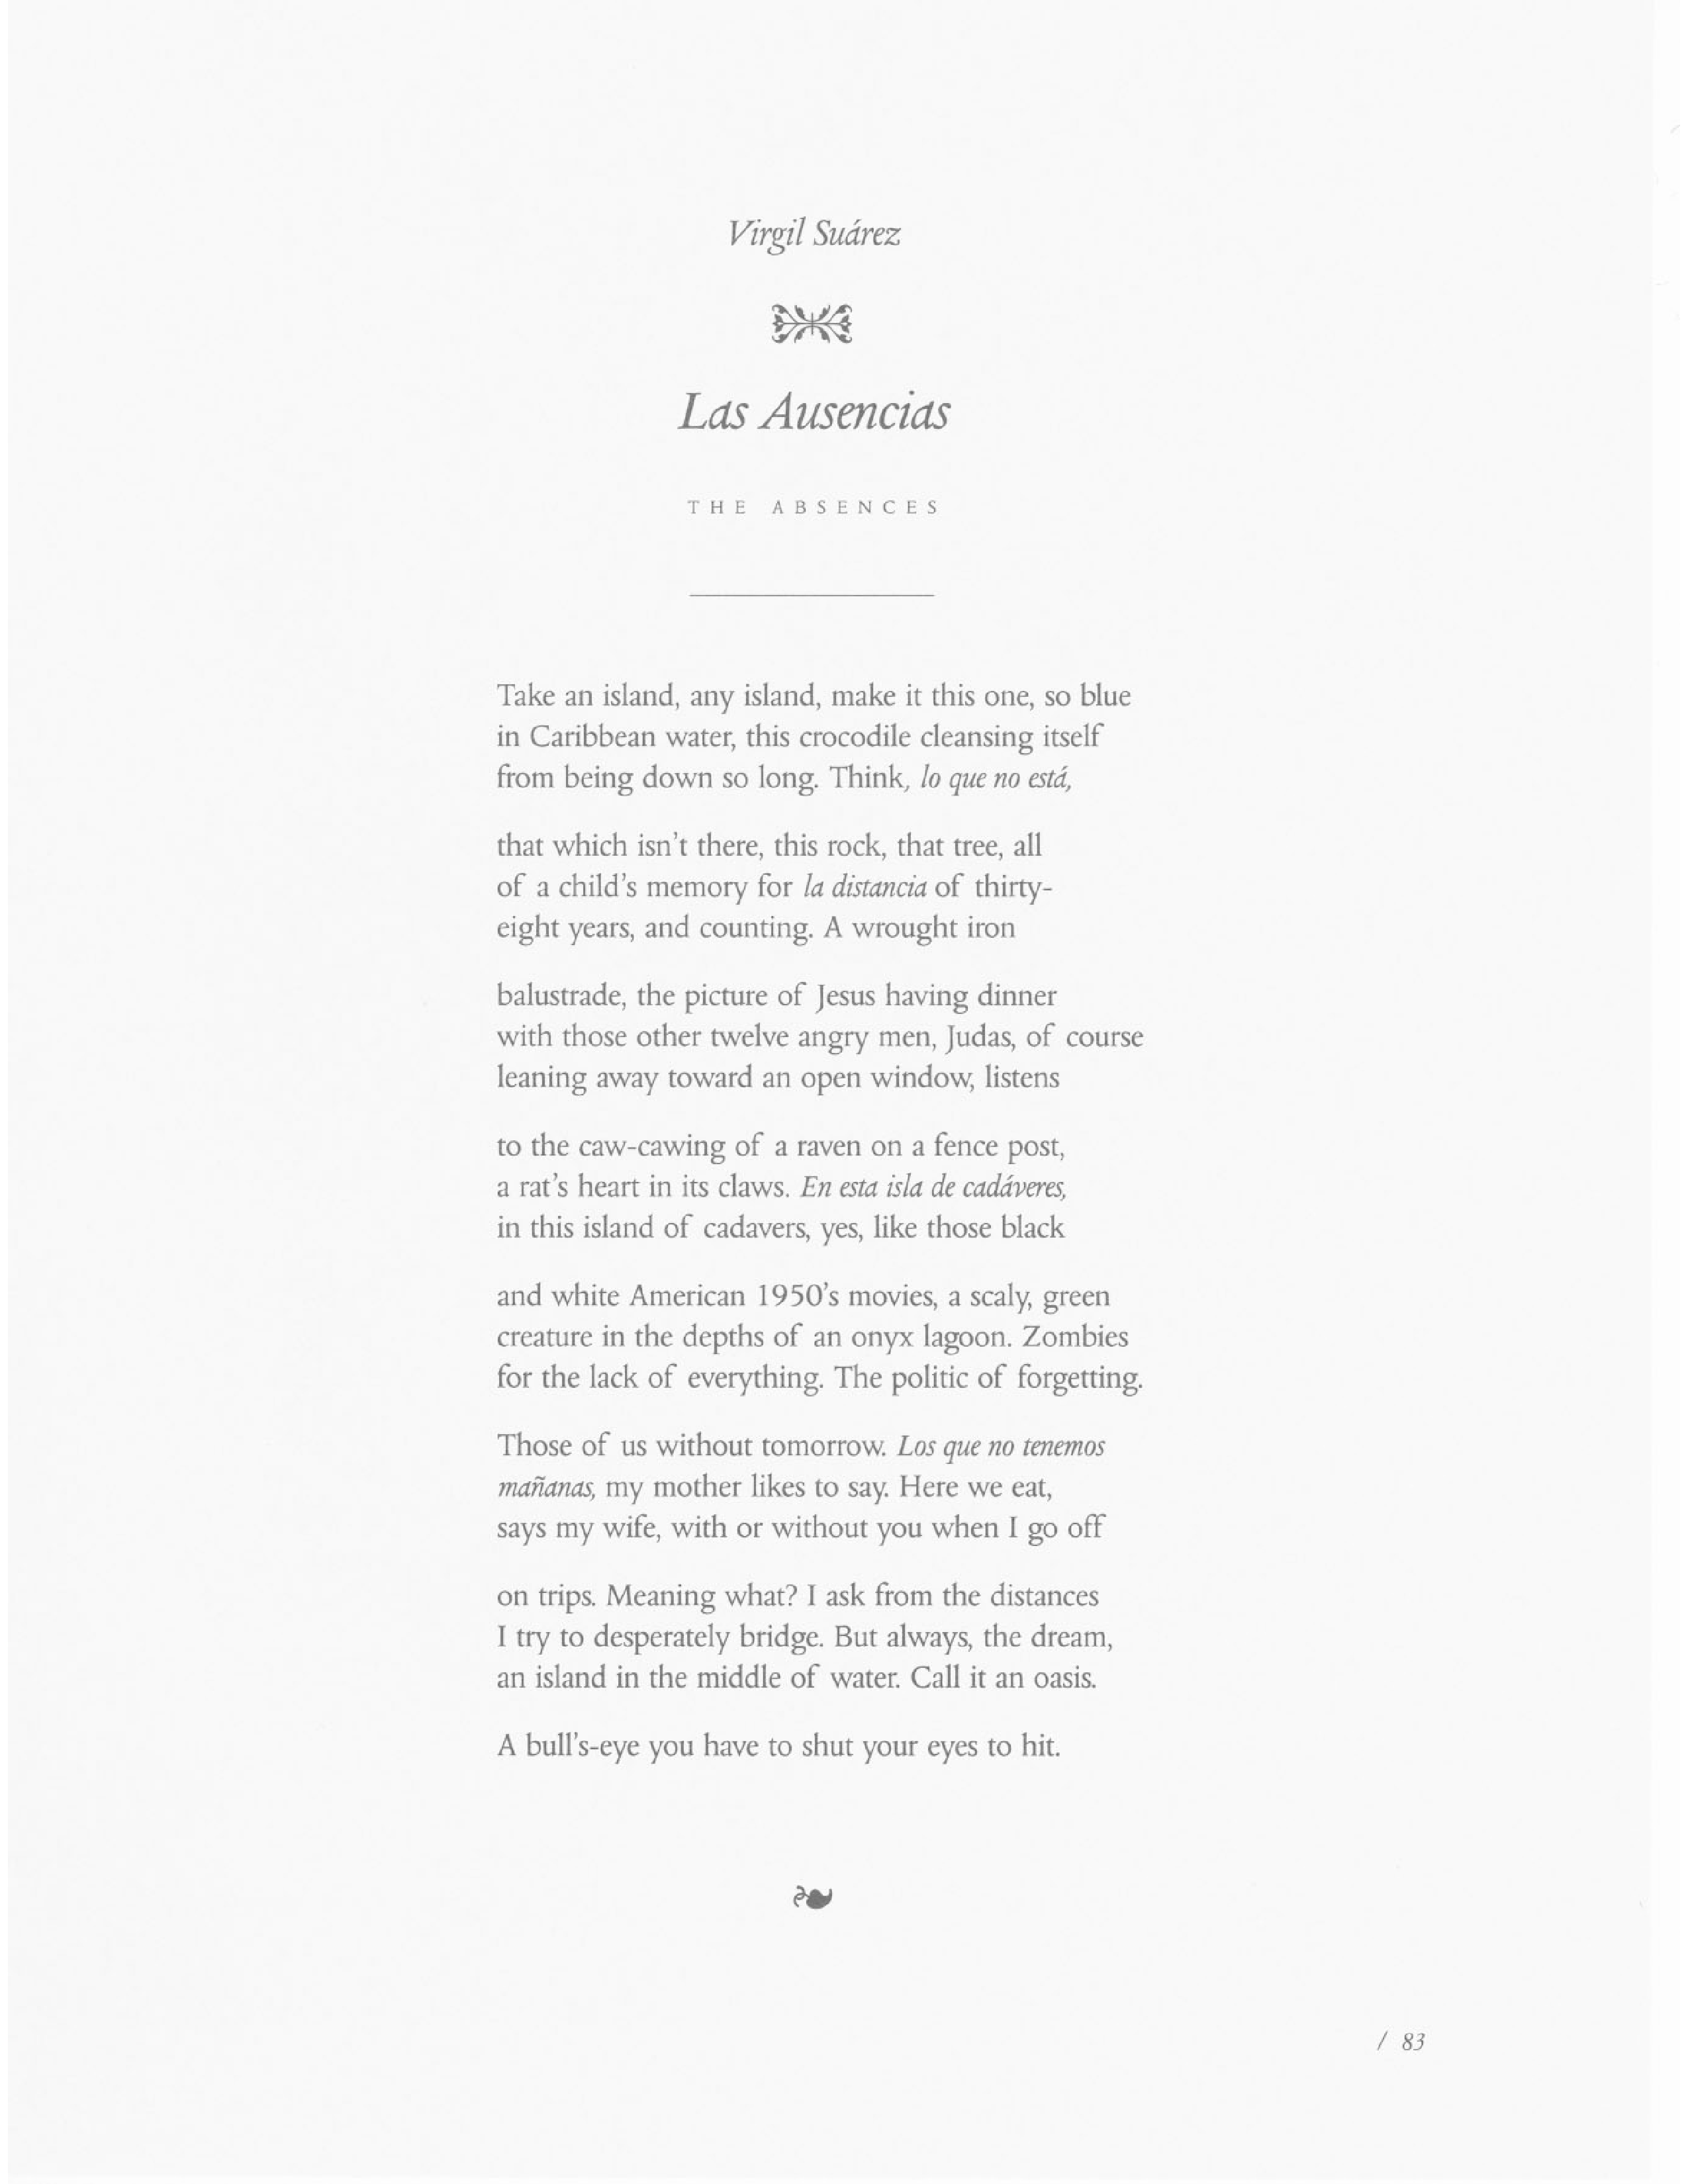 Virgil Suárez
Las Ausencias
THE ABSENCES
Take an island, any island, make it this one, so blue
in Caribbean water, this crocodile cleansing itself
from being down so long. Think, lo que no está,
that which isn't there, this rock, that tree, all
of a child's memory for la distancia of thirty-
eight years, and counting. A wrought iron
balustrade, the picture of Jesus having dinner
with those other twelve angry men, Judas, of course
leaning away toward an open window, listens
to the caw-cawing of a raven on a fence post,
a rat's heart in its claws. En esta isla de cadáveres,
in this island of cadavers, yes, like those black
and white American 1950's movies, a scaly, green
creature in the depths of an onyx lagoon. Zombies
for the lack of everything. The politic of forgetting.
Those of us without tomorrow. Los que no tenemos
mañanas, my mother likes to say. Here we eat,
says my wife, with or without you when I go off
on trips. Meaning what? I ask from the distances
I try to desperately bridge. But always, the dream,
an island in the middle of water. Call it an oasis.
A bull's-eye you have to shut your eyes to hit.
/ 83